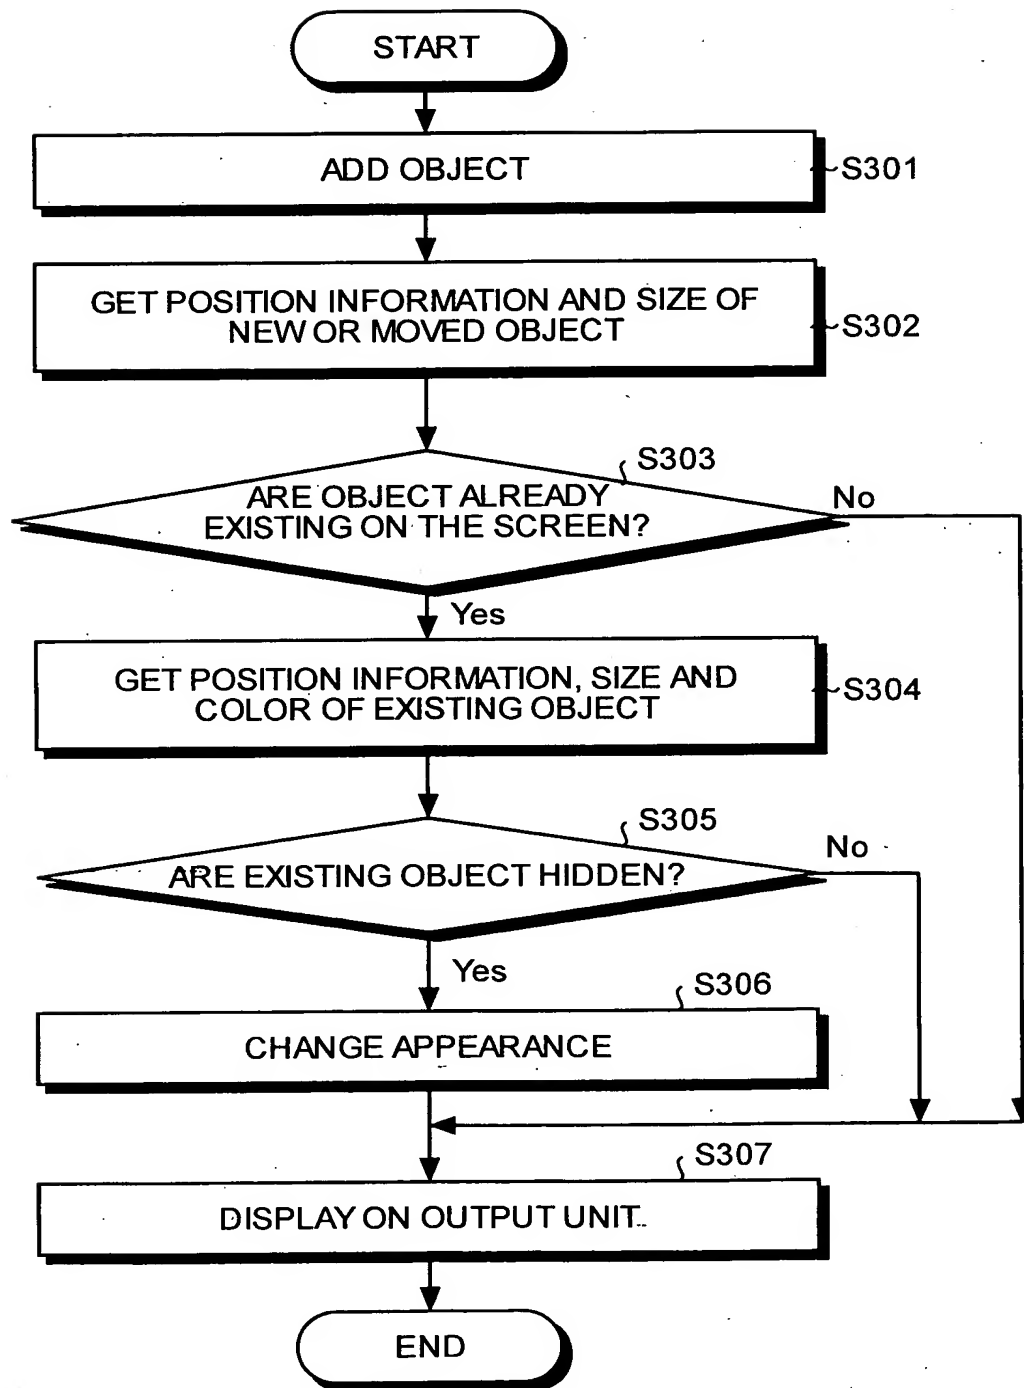 START
ADD OBJECT
S301
GET POSITION INFORMATION AND SIZE OF
NEW OR MOVED OBJECT
S302
S303
ARE OBJECT ALREADY
EXISTING ON THE SCREEN?
No
Yes
GET POSITION INFORMATION, SIZE AND
COLOR OF EXISTING OBJECT
S304
S305
ARE EXISTING OBJECT HIDDEN?
No
Yes
S306
CHANGE APPEARANCE
S307
DISPLAY ON OUTPUT UNIT
END